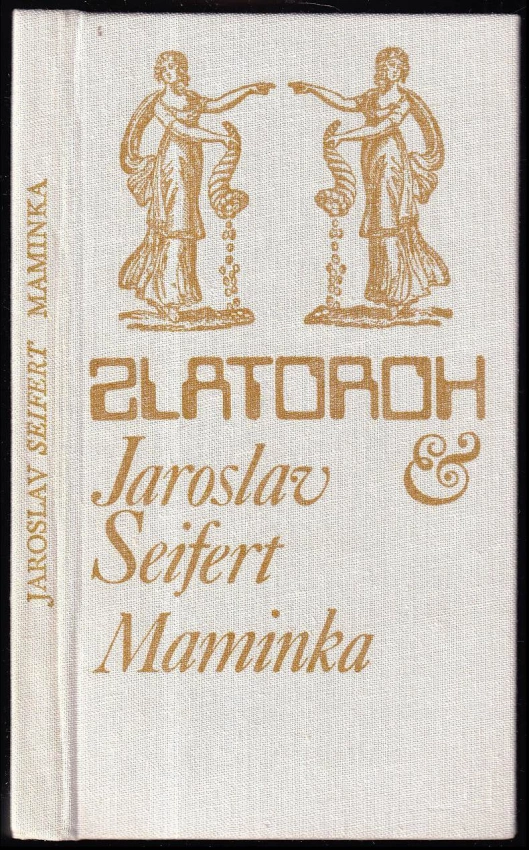 JAROSLAV SEIFERT MAMINKA
ZLATOROH
Jaroslav &
Seifert
Maminka